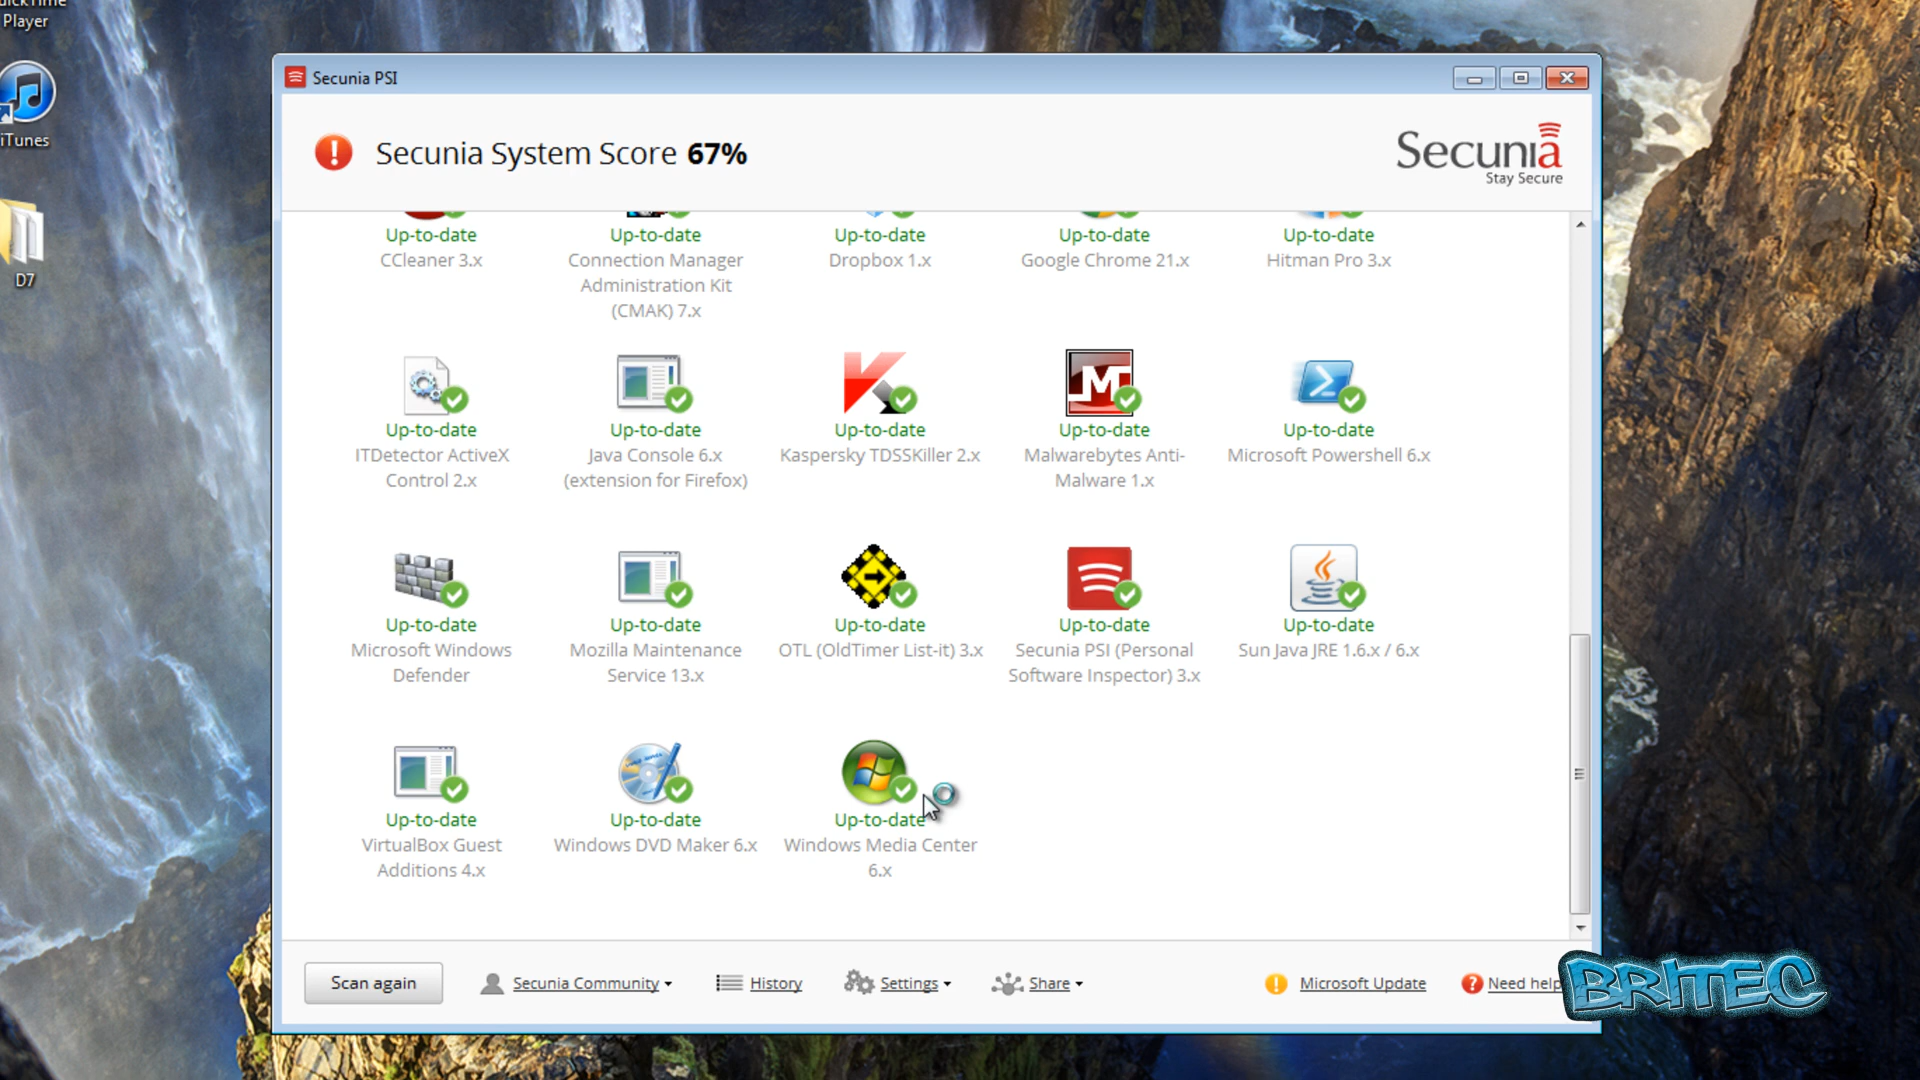 Player
iTunes
D7
Secunia PSI
Secunia System Score 67%
Secunia
Stay Secure
Up-to-date
CCleaner 3.x
Up-to-date
Connection Manager
Administration Kit
(CMAK) 7.x
Up-to-date
Dropbox 1.x
Up-to-date
Google Chrome 21.x
Up-to-date
Hitman Pro 3.x
Up-to-date
ITDetector ActiveX
Control 2.x
Up-to-date
Java Console 6.x
(extension for Firefox)
Up-to-date
Kaspersky TDSSKiller 2.x
Up-to-date
Malwarebytes Anti-
Malware 1.x
Up-to-date
Microsoft Powershell 6.x
Up-to-date
Microsoft Windows
Defender
Up-to-date
Mozilla Maintenance
Service 13.x
Up-to-date
OTL (OldTimer List-it) 3.x
Up-to-date
Secunia PSI (Personal
Software Inspector) 3.x
Up-to-date
Sun Java JRE 1.6.x / 6.x
Up-to-date
VirtualBox Guest
Additions 4.x
Up-to-date
Windows DVD Maker 6.x
Up-to-date
Windows Media Center
6.x
Scan again
Secunia Community
History
Settings
Share
Microsoft Update
Need help
BRITEC